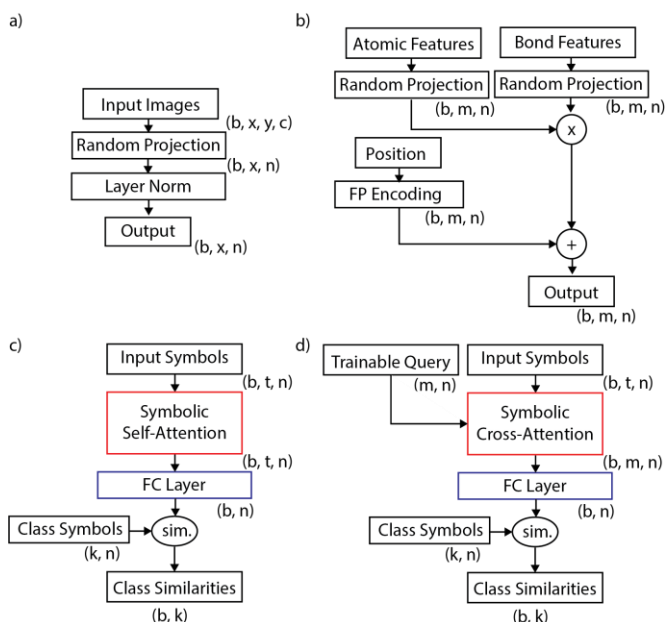 a)
Input Images
(b, x, y, c)
Random Projection
(b, x, n)
Layer Norm
Output
(b, x, n)
b)
Atomic Features
Bond Features
Random Projection
Random Projection
(b, m, n)
(b, m, n)
x
Position
FP Encoding
(b, m, n)
+
Output
(b, m, n)
c)
Input Symbols
(b, t, n)
Symbolic
Self-Attention
(b, t, n)
FC Layer
(b, n)
Class Symbols
sim.
(k, n)
Class Similarities
(b, k)
d)
Trainable Query
Input Symbols
(m, n)
(b, t, n)
Symbolic
Cross-Attention
(b, m, n)
FC Layer
(b, n)
Class Symbols
sim.
(k, n)
Class Similarities
(b, k)